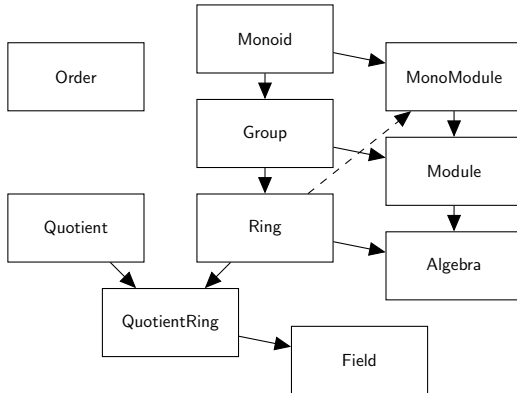 Monoid
Order
MonoModule
Group
Module
Quotient
Ring
Algebra
QuotientRing
Field